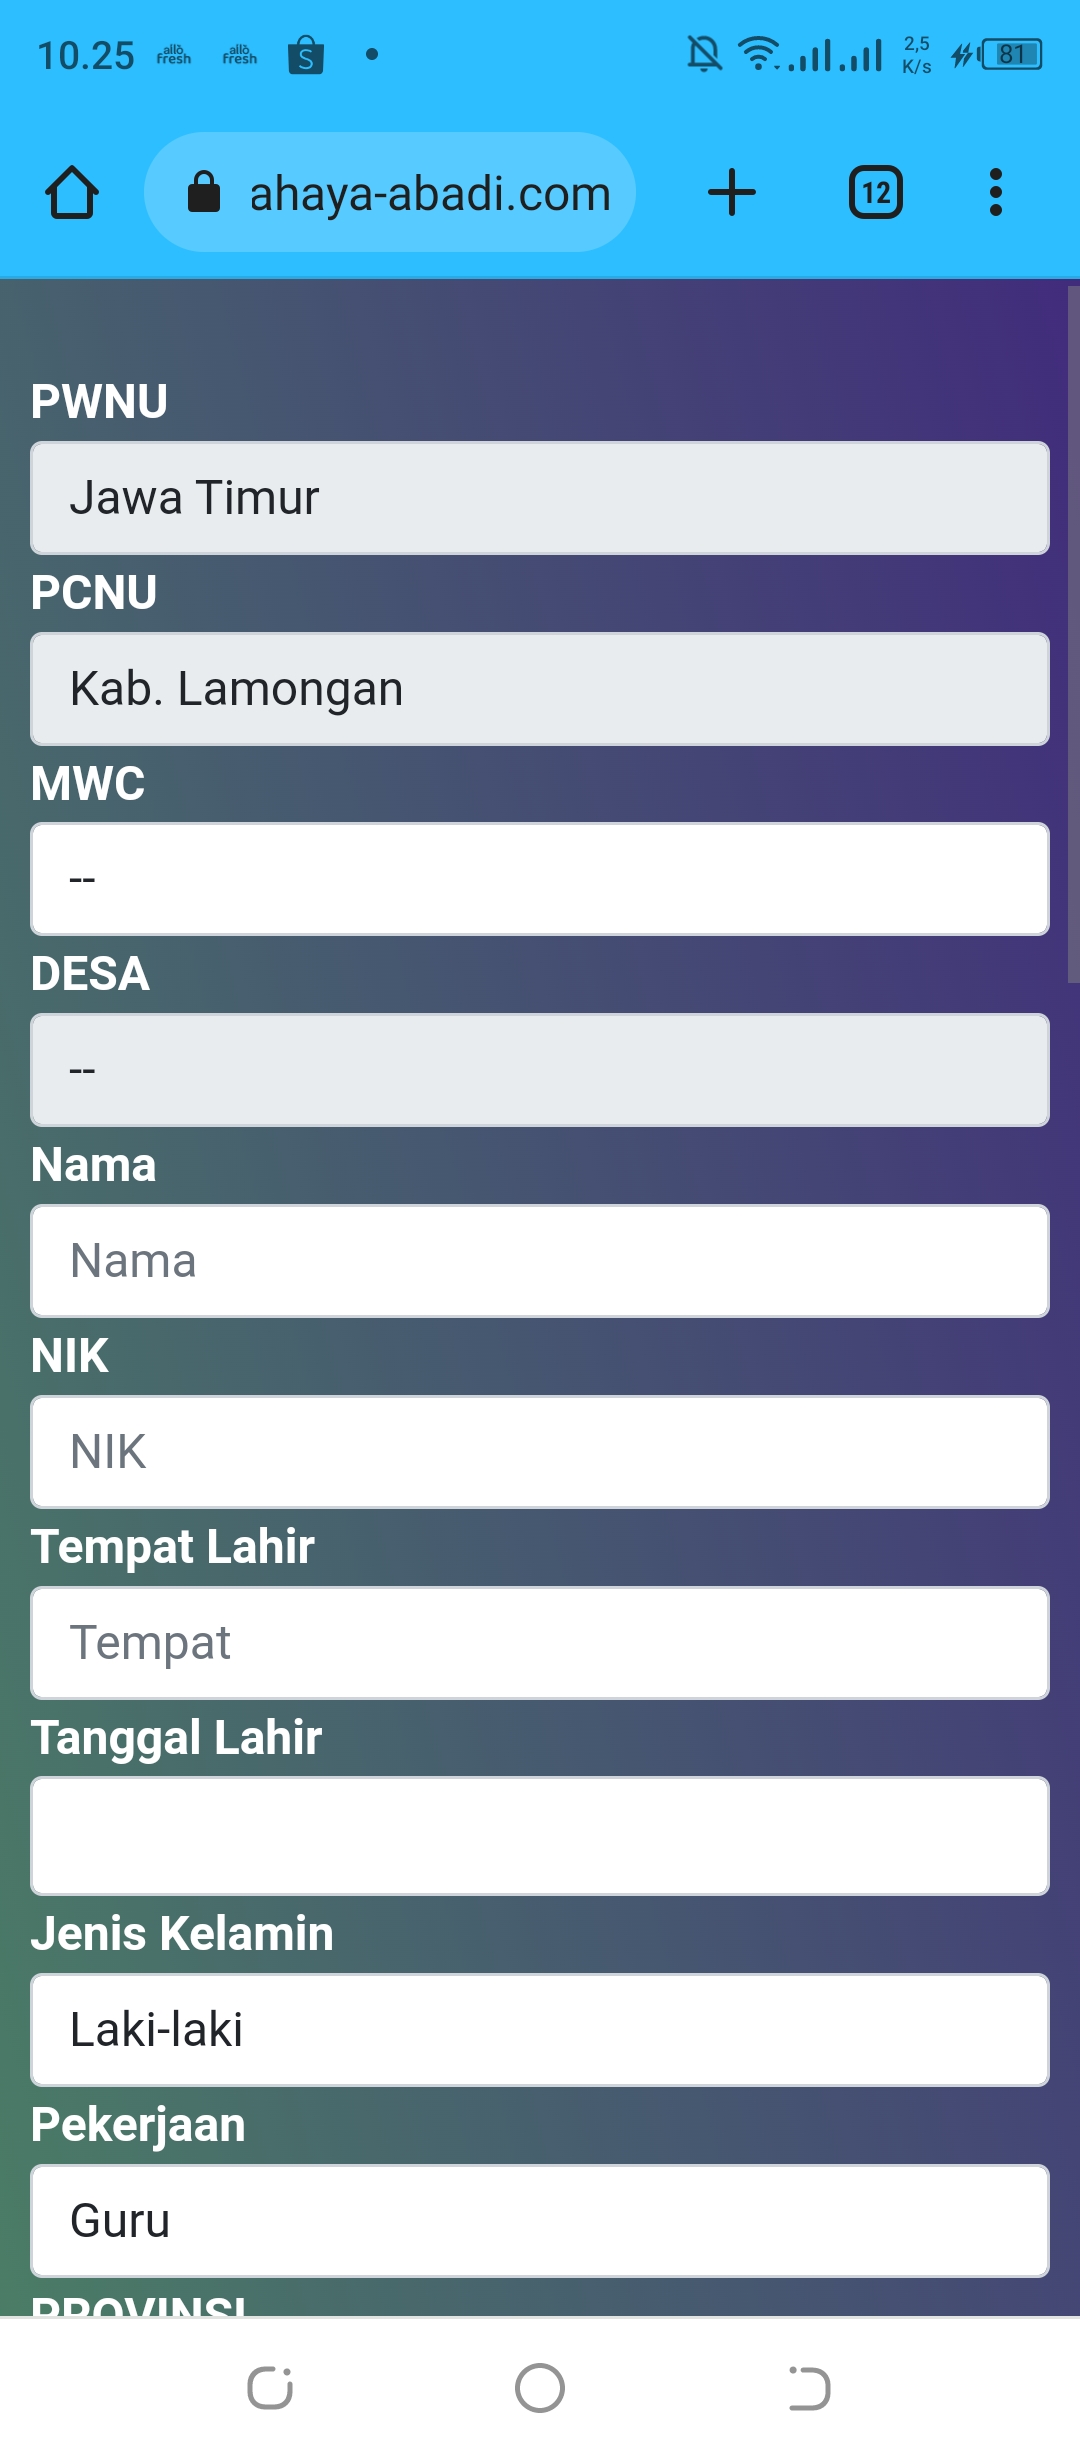 10.25 allo fresh allo fresh S 2,5 K/s 81
ahaya-abadi.com 12
PWNU
Jawa Timur
PCNU
Kab. Lamongan
MWC
--
DESA
--
Nama
Nama
NIK
NIK
Tempat Lahir
Tempat
Tanggal Lahir
Jenis Kelamin
Laki-laki
Pekerjaan
Guru
PROVINSI